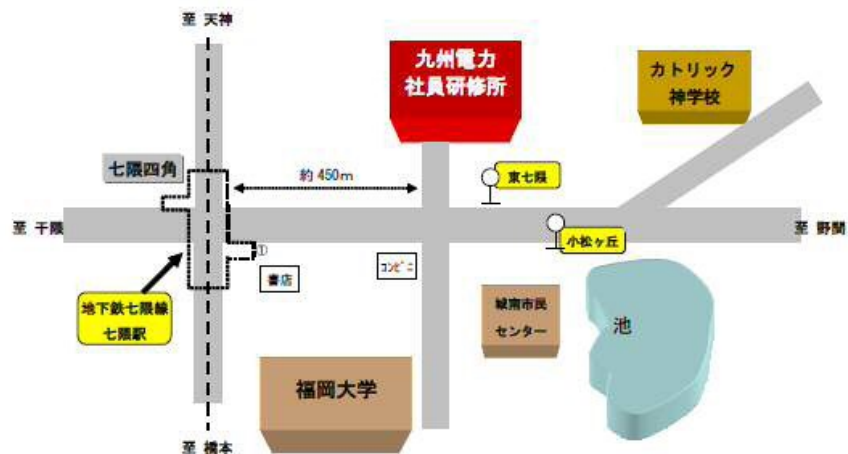 至 天神
九州電力
社員研修所
カトリック
神学校
七隈四角
約 450m
東七隈
至 干隈
至 野間
小松ヶ丘
①
書店
コンビニ
地下鉄七隈線
七隈駅
城南市民
センター
池
福岡大学
至 橋本